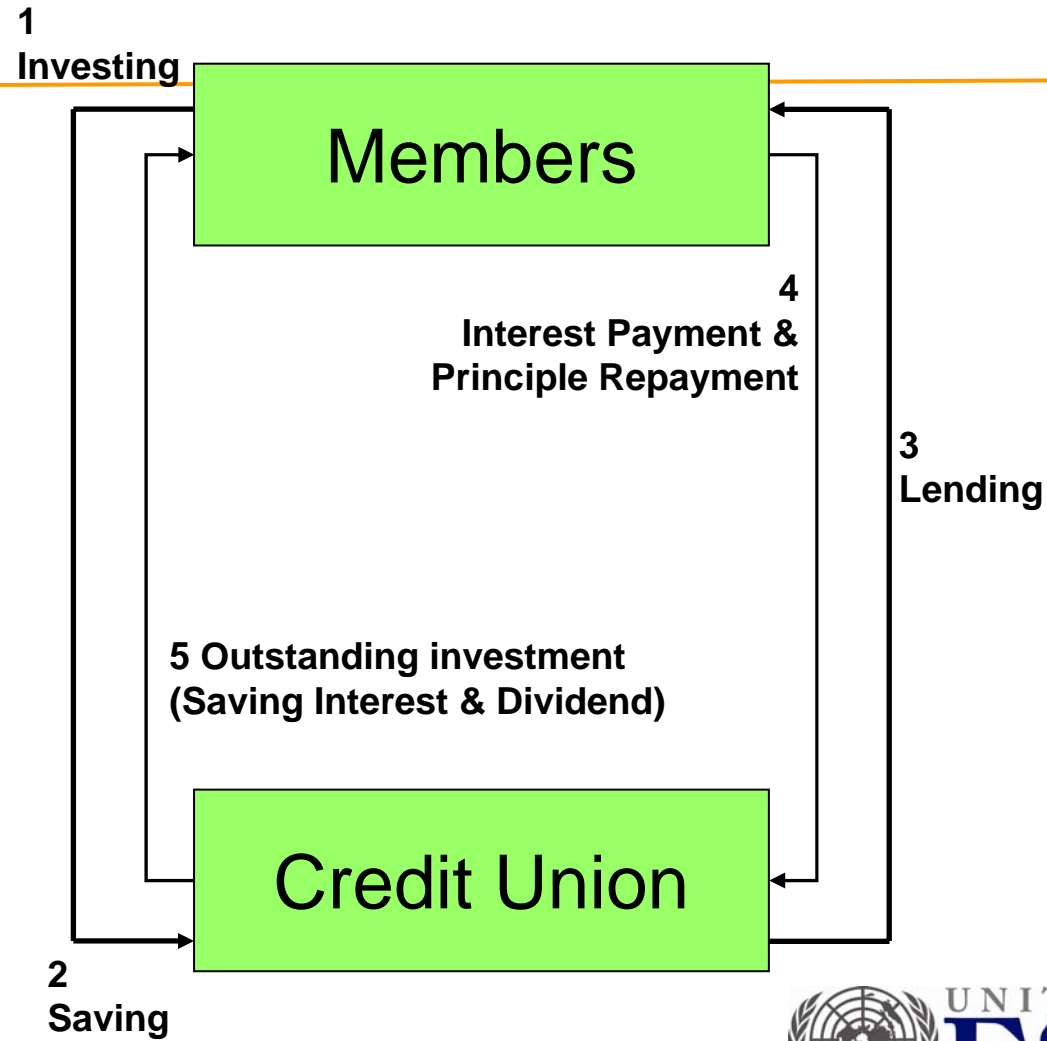 1
Investing
Members
4
Interest Payment &
Principle Repayment
3
Lending
5 Outstanding investment
(Saving Interest & Dividend)
Credit Union
2
Saving